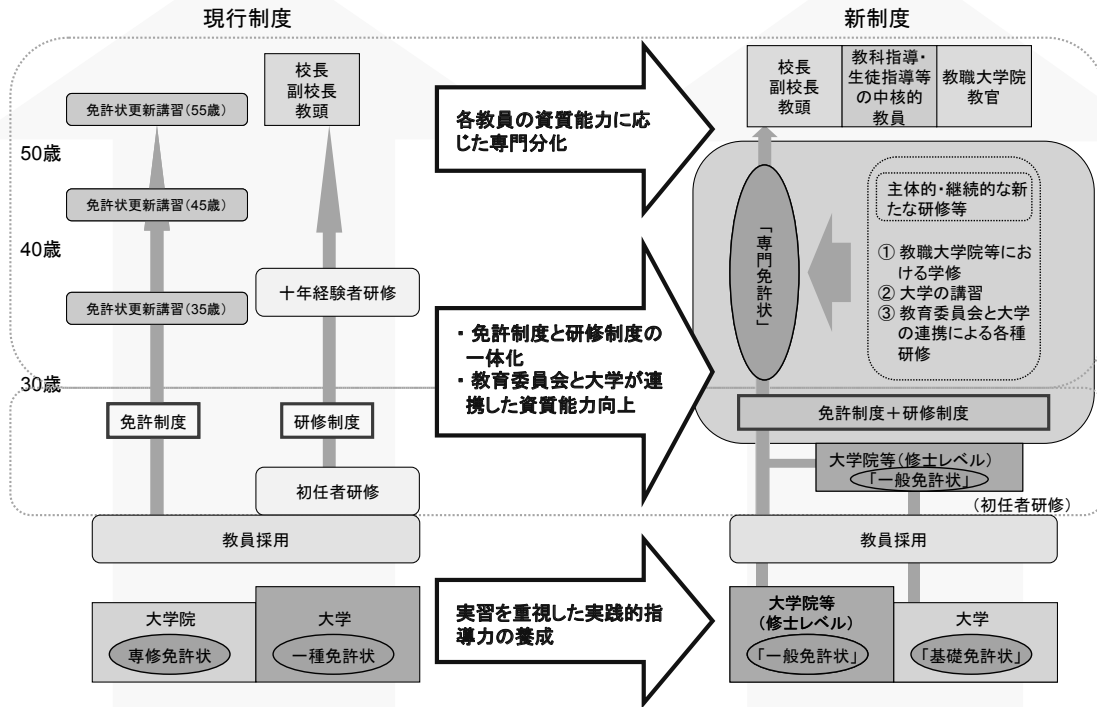 現行制度
新制度
校長
副校長
教頭
免許状更新講習(55歳)
50歳
免許状更新講習(45歳)
40歳
十年経験者研修
免許状更新講習(35歳)
30歳
免許制度
研修制度
初任者研修
教員採用
大学院
専修免許状
大学
一種免許状
各教員の資質能力に応
じた専門分化
・免許制度と研修制度の
一体化
・教育委員会と大学が連
携した資質能力向上
実習を重視した実践的指
導力の養成
校長
副校長
教頭
教科指導・
生徒指導等
の中核的
教員
教職大学院
教官
「専門免許状」
主体的・継続的な新
たな研修等
① 教職大学院等にお
ける学修
② 大学の講習
③ 教育委員会と大学
の連携による各種
研修
免許制度+研修制度
大学院等(修士レベル)
「一般免許状」
(初任者研修)
教員採用
大学院等
(修士レベル)
「一般免許状」
大学
「基礎免許状」